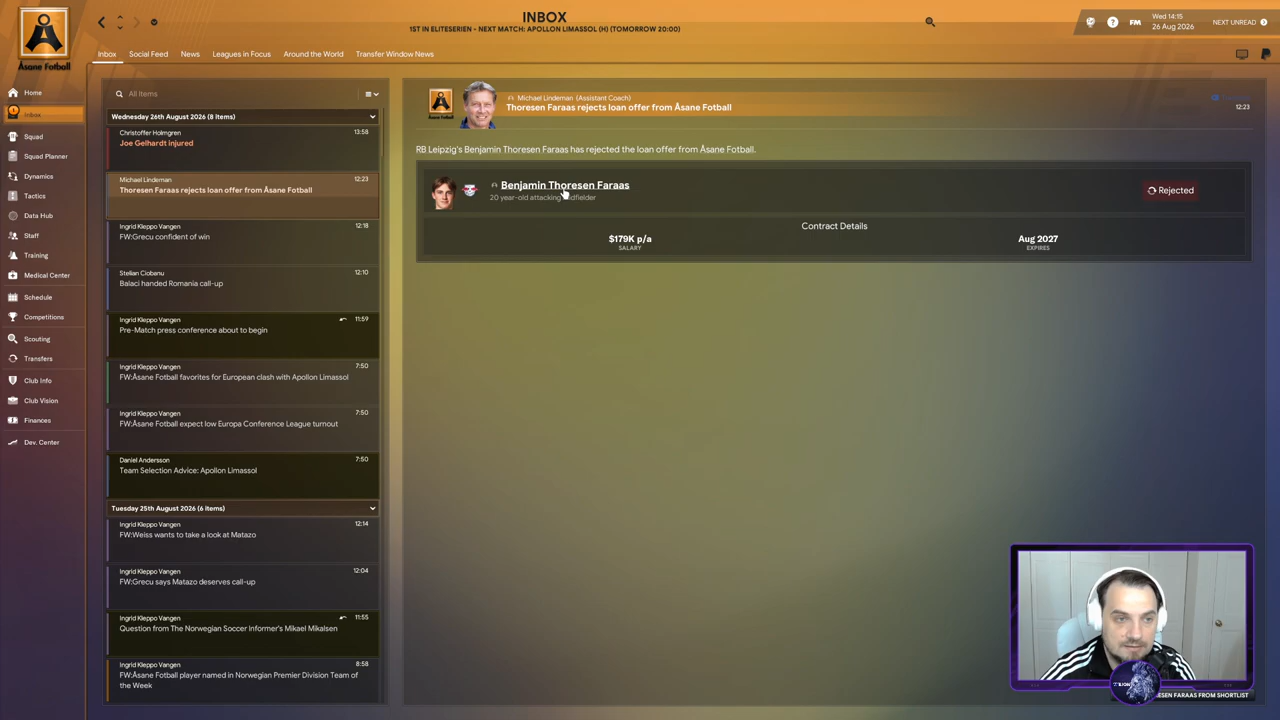 INBOX
1ST IN ELITESERIEN - NEXT MATCH: APOLLON LIMASSOL (H) (TOMORROW 20:00)
FM
Wed 14:15
26 Aug 2026
NEXT UNREAD
Åsane Fotball
Inbox
Social Feed
News
Leagues in Focus
Around the World
Transfer Window News
Home
Inbox
Squad
Squad Planner
Dynamics
Tactics
Data Hub
Staff
Training
Medical Center
Schedule
Competitions
Scouting
Transfers
Club Info
Club Vision
Finances
Dev. Center
All Items
Wednesday 26th August 2026 (8 items)
Christoffer Holmgren 13:58
Joe Gelhardt injured
Michael Lindeman 12:23
Thoresen Faraas rejects loan offer from Åsane Fotball
Ingrid Kleppo Vangen 12:18
FW:Grecu confident of win
Stelian Ciobanu 12:10
Balaci handed Romania call-up
Ingrid Kleppo Vangen 11:59
Pre-Match press conference about to begin
Ingrid Kleppo Vangen 7:50
FW:Åsane Fotball favorites for European clash with Apollon Limassol
Ingrid Kleppo Vangen 7:50
FW:Åsane Fotball expect low Europa Conference League turnout
Daniel Andersson 7:50
Team Selection Advice: Apollon Limassol
Tuesday 25th August 2026 (6 items)
Ingrid Kleppo Vangen 12:14
FW:Weiss wants to take a look at Matazo
Ingrid Kleppo Vangen 12:04
FW:Grecu says Matazo deserves call-up
Ingrid Kleppo Vangen 11:55
Question from The Norwegian Soccer Informer's Mikael Mikalsen
Ingrid Kleppo Vangen 8:58
FW:Åsane Fotball player named in Norwegian Premier Division Team of
the Week
Michael Lindeman (Assistant Coach)
Thoresen Faraas rejects loan offer from Åsane Fotball
12:23
RB Leipzig's Benjamin Thoresen Faraas has rejected the loan offer from Åsane Fotball.
Benjamin Thoresen Faraas
20 year-old attacking
Rejected
Contract Details
$179K p/a
SALARY
Aug 2027
EXPIRES
FARAAS FROM SHORTLIST